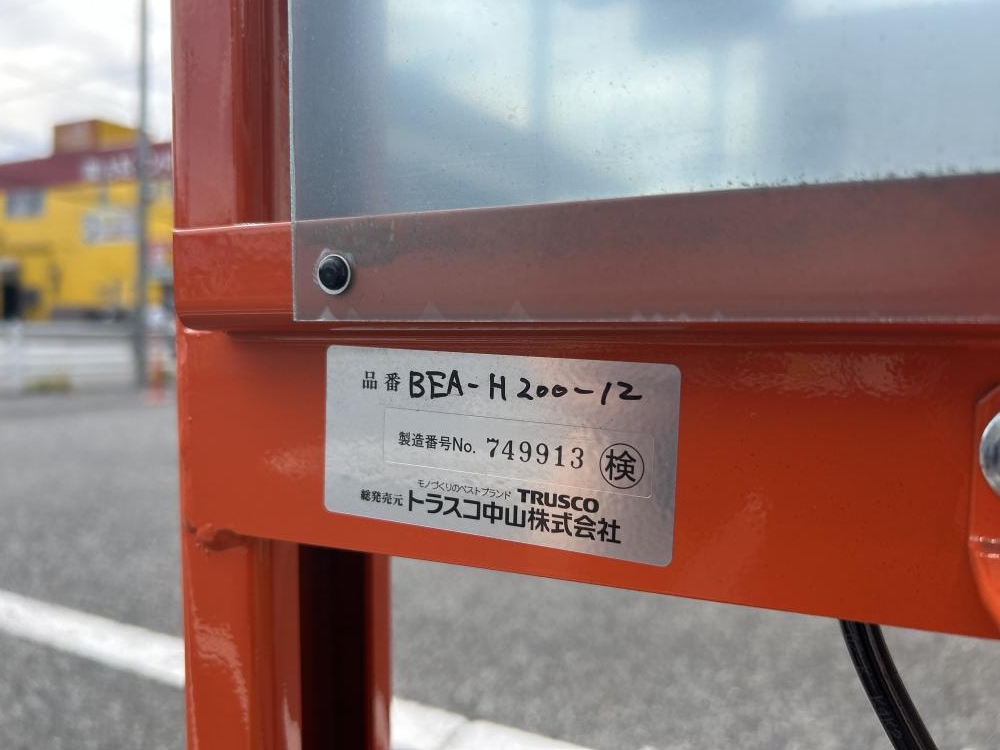 品番 BEA-H200-12
製造番号No. 749913 検
モノづくりのベストブランド TRUSCO
総発売元 トラスコ中山株式会社